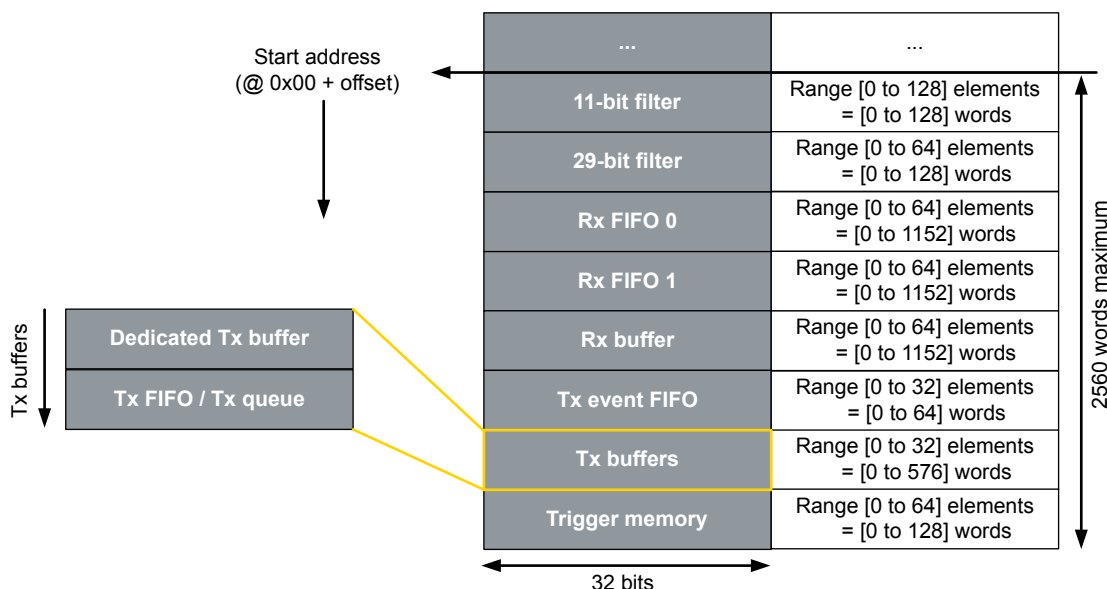 Start address
(@ 0x00 + offset)
...
...
11-bit filter
Range [0 to 128] elements
= [0 to 128] words
29-bit filter
Range [0 to 64] elements
= [0 to 128] words
Rx FIFO 0
Range [0 to 64] elements
= [0 to 1152] words
Rx FIFO 1
Range [0 to 64] elements
= [0 to 1152] words
Rx buffer
Range [0 to 64] elements
= [0 to 1152] words
Tx event FIFO
Range [0 to 32] elements
= [0 to 64] words
Tx buffers
Range [0 to 32] elements
= [0 to 576] words
Trigger memory
Range [0 to 64] elements
= [0 to 128] words
2560 words maximum
32 bits
Tx buffers
Dedicated Tx buffer
Tx FIFO / Tx queue